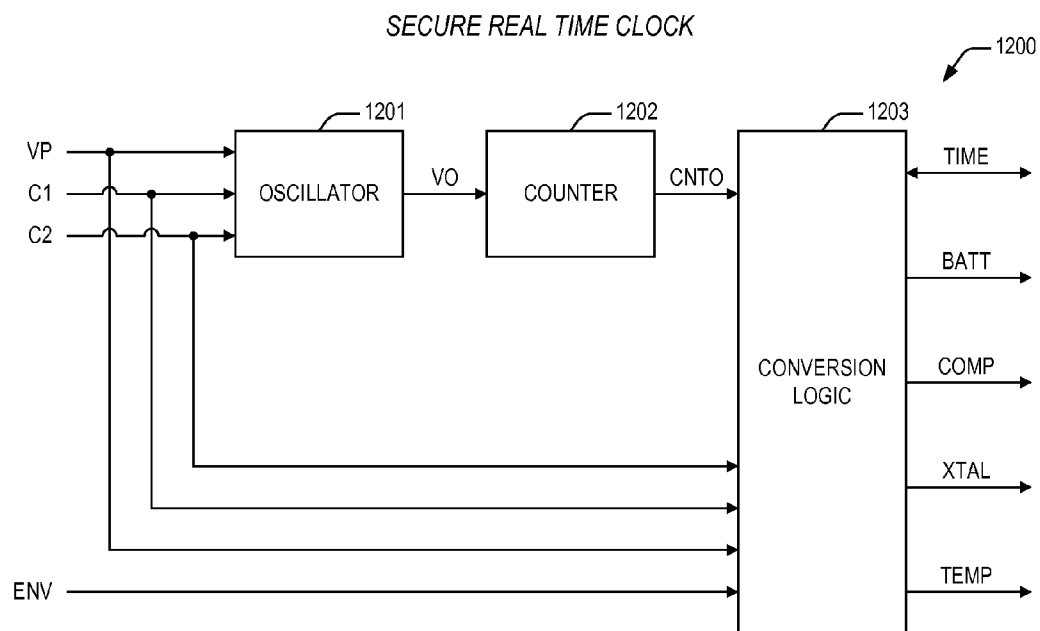 SECURE REAL TIME CLOCK
1200
1201
1202
1203
VP
C1
C2
OSCILLATOR
VO
COUNTER
CNTO
TIME
BATT
CONVERSION
LOGIC
COMP
XTAL
ENV
TEMP